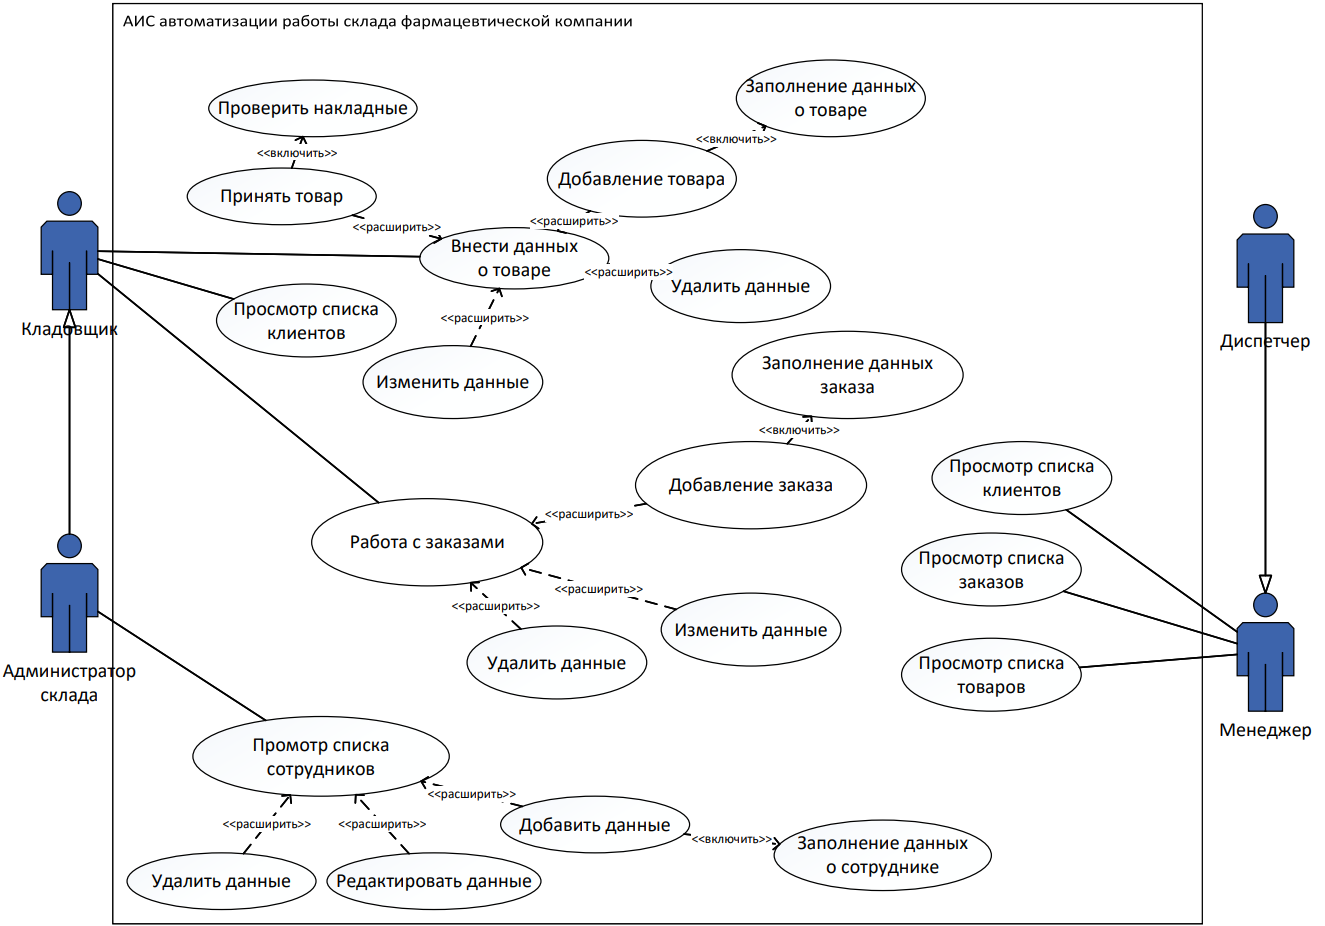 АИС автоматизации работы склада фармацевтической компании
Заполнение данных
о товаре
Проверить накладные
<<включить>>
<<включить>>
Добавление товара
Принять товар
<<расширить>>
<<расширить>>
Внести данных
о товаре
<<расширить>>
Удалить данные
Просмотр списка
клиентов
<<расширить>>
Кладовщик
Диспетчер
Изменить данные
Заполнение данных
заказа
<<включить>>
Просмотр списка
клиентов
Добавление заказа
<<расширить>>
Работа с заказами
Просмотр списка
заказов
<<расширить>>
<<расширить>>
Изменить данные
Удалить данные
Просмотр списка
товаров
Администратор
склада
Менеджер
Промотр списка
сотрудников
<<расширить>>
<<расширить>>
<<расширить>>
Добавить данные
<<включить>>
Заполнение данных
о сотруднике
Удалить данные
Редактировать данные